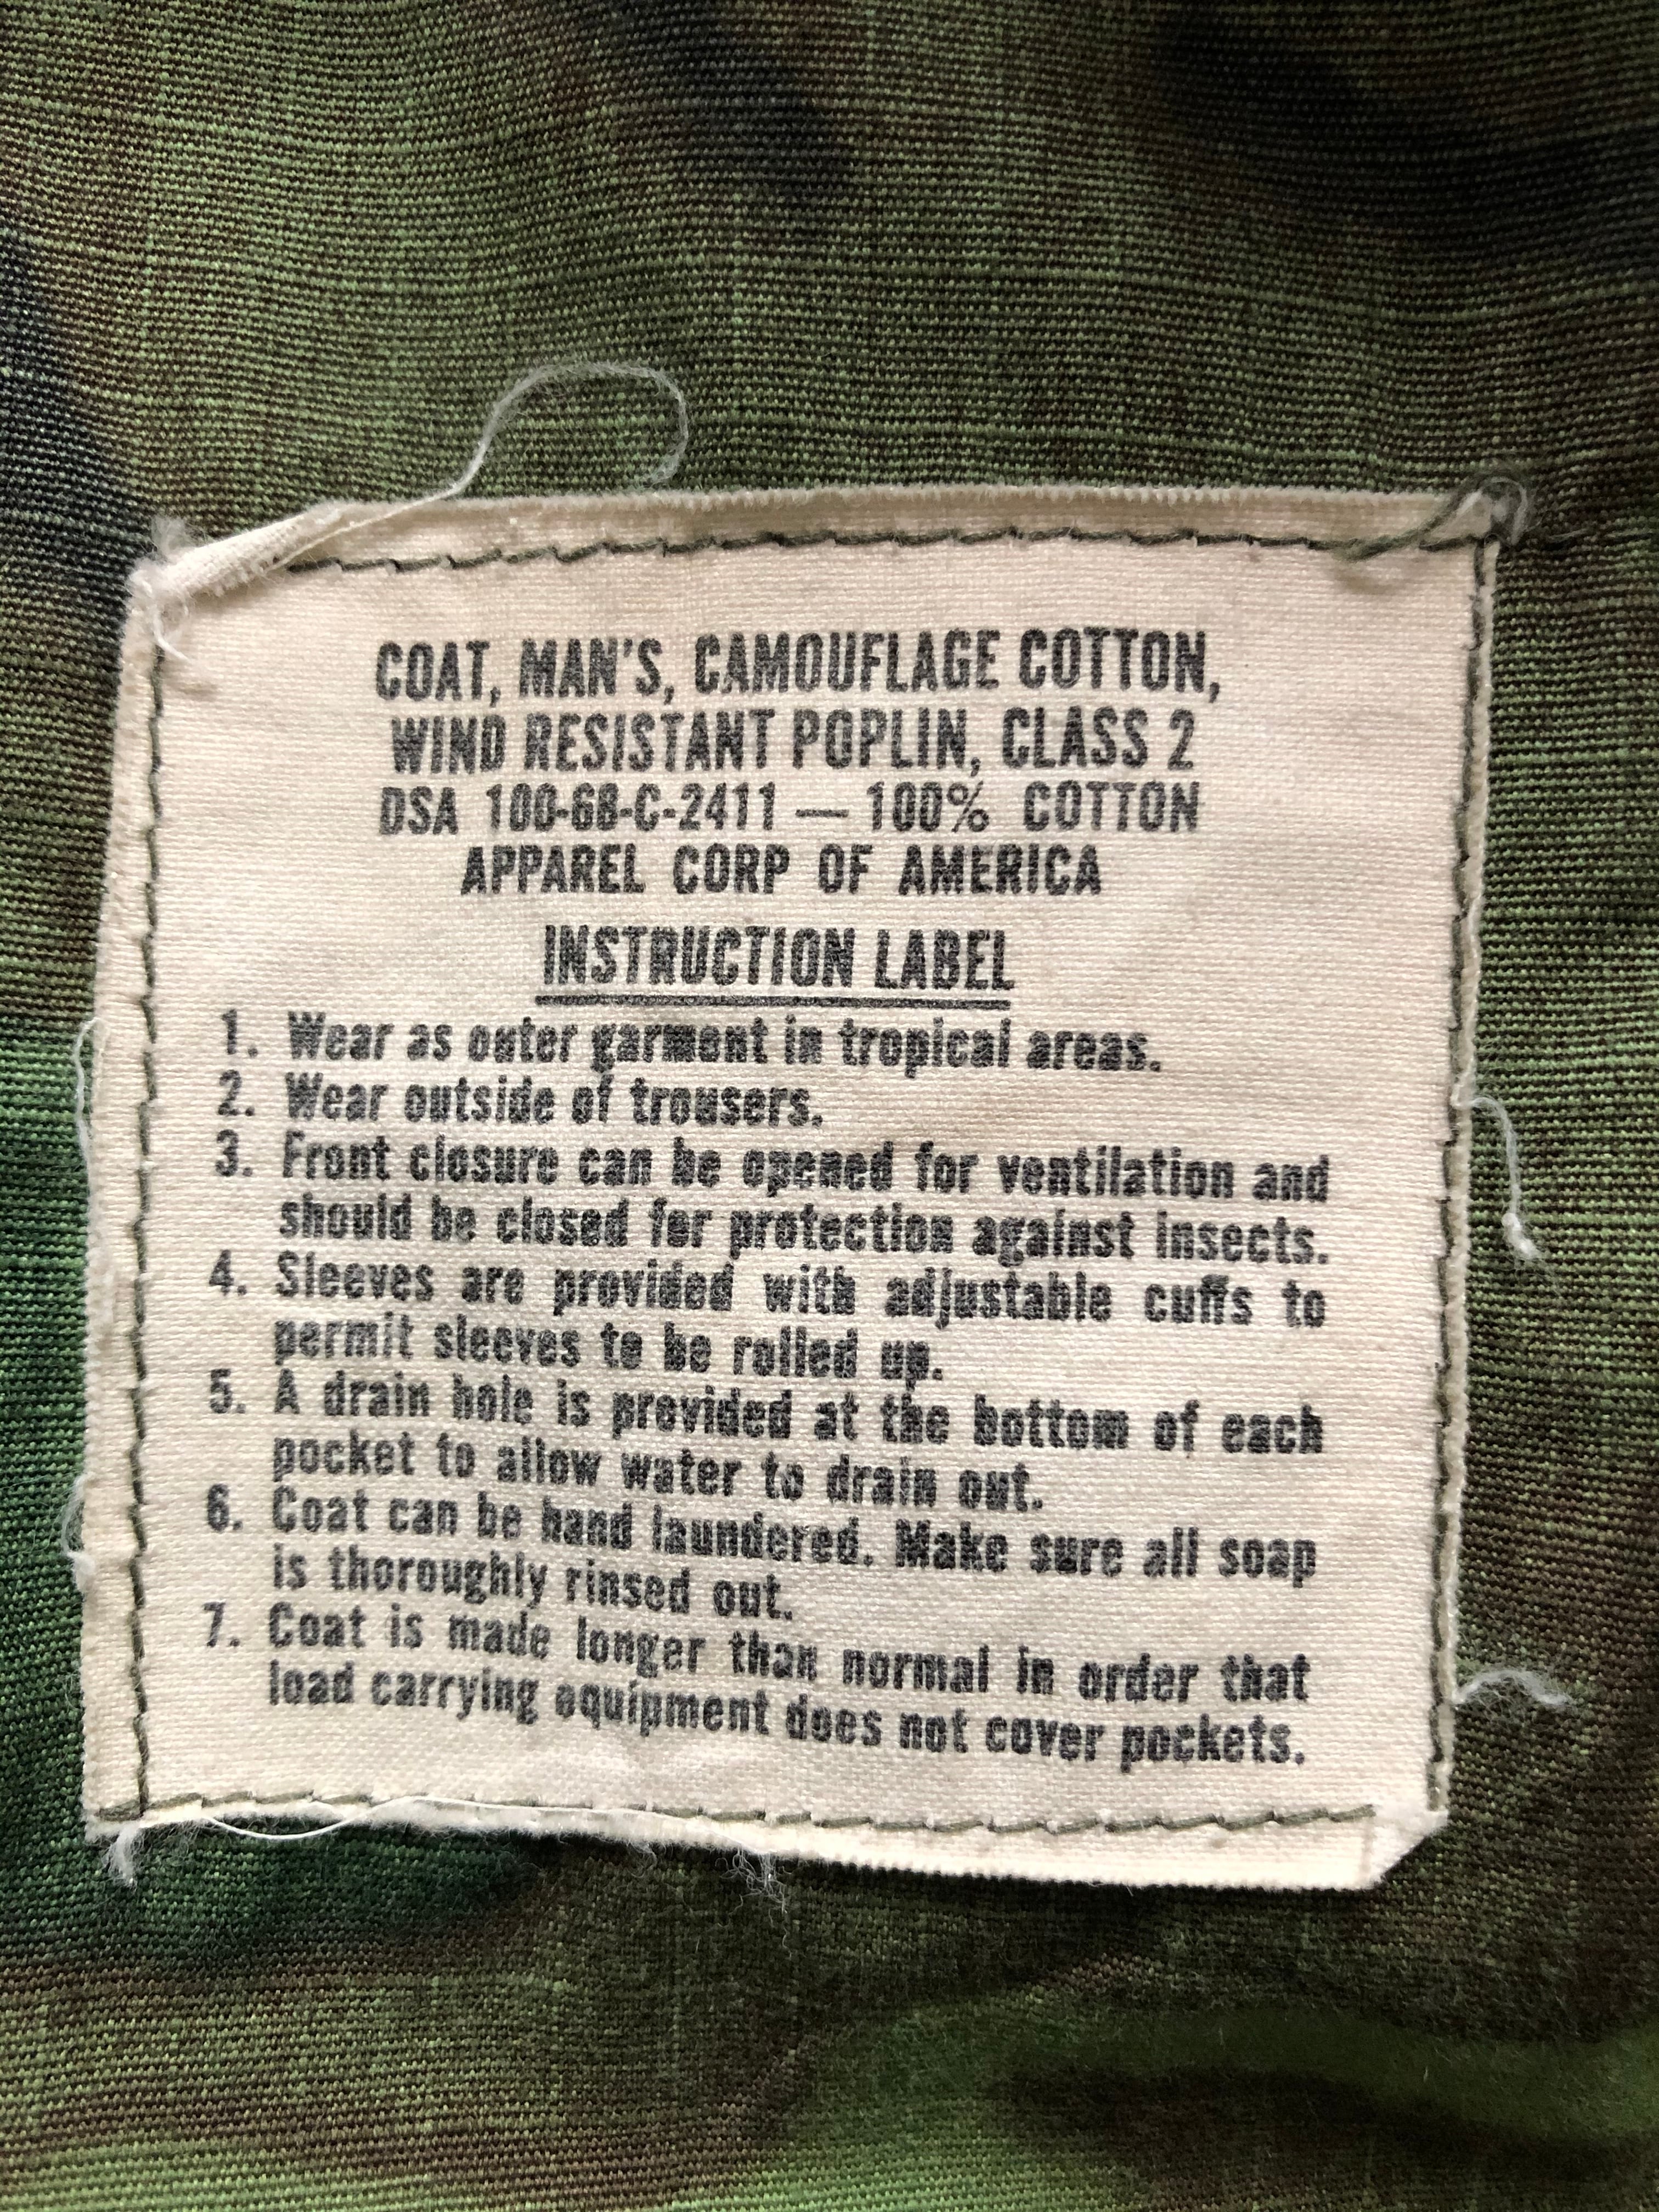 COAT, MAN'S, CAMOUFLAGE COTTON,
WIND RESISTANT POPLIN, CLASS 2
DSA 100-68-C-2411 — 100% COTTON
APPAREL CORP OF AMERICA
INSTRUCTION LABEL
1. Wear as outer garment in tropical areas.
2. Wear outside of trousers.
3. Front closure can be opened for ventilation and
should be closed for protection against insects.
4. Sleeves are provided with adjustable cuffs to
permit sleeves to be rolled up.
5. A drain hole is provided at the bottom of each
pocket to allow water to drain out.
6. Coat can be hand laundered. Make sure all soap
is thoroughly rinsed out.
7. Coat is made longer than normal in order that
load carrying equipment does not cover pockets.